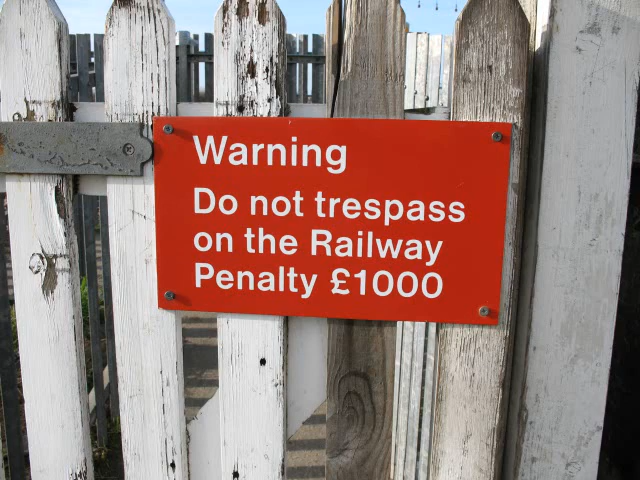 Warning
Do not trespass
on the Railway
Penalty £1000